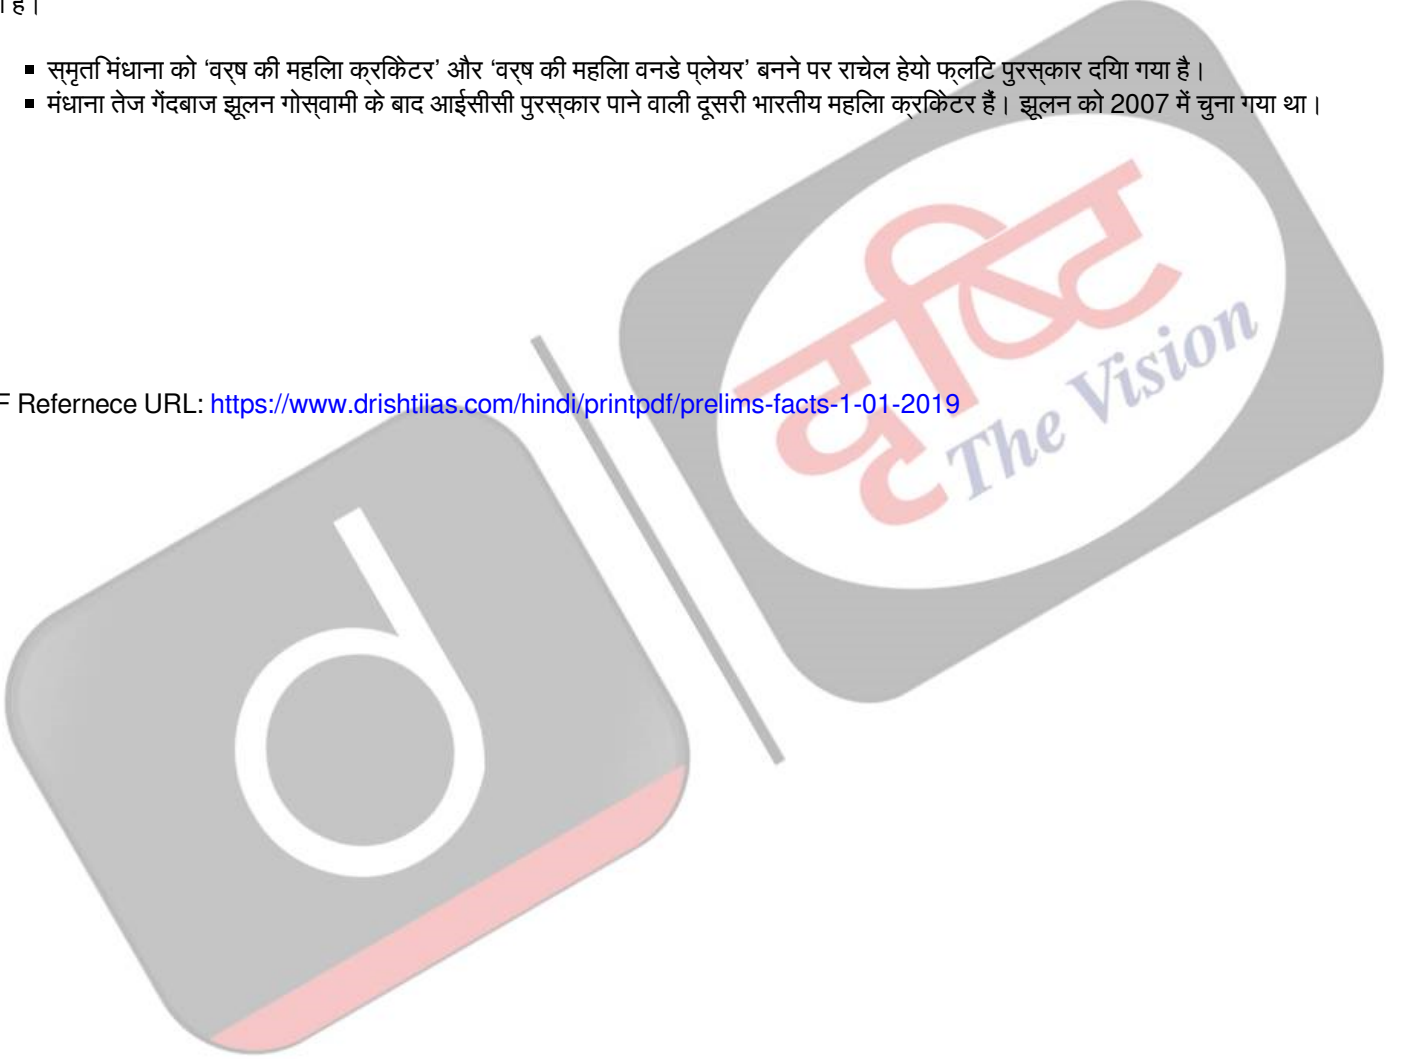 है।
स्मृति मंधाना को ‘वर्ष की महिला क्रिकेटर’ और ‘वर्ष की महिला वनडे प्लेयर’ बनने पर राचेल हेयो फ्लिट पुरस्कार दिया गया है।
मंधाना तेज गेंदबाज झूलन गोस्वामी के बाद आईसीसी पुरस्कार पाने वाली दूसरी भारतीय महिला क्रिकेटर हैं। झूलन को 2007 में चुना गया था।
F Refernece URL: https://www.drishtiias.com/hindi/printpdf/prelims-facts-1-01-2019
दृष्टि
The Vision
d